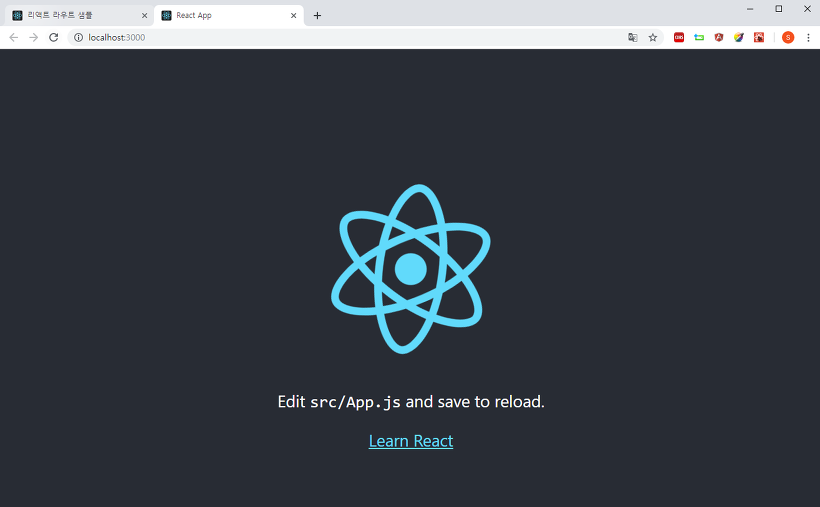 리액트 라우트 샘플
React App
localhost:3000
S
Edit src/App.js and save to reload.
Learn React